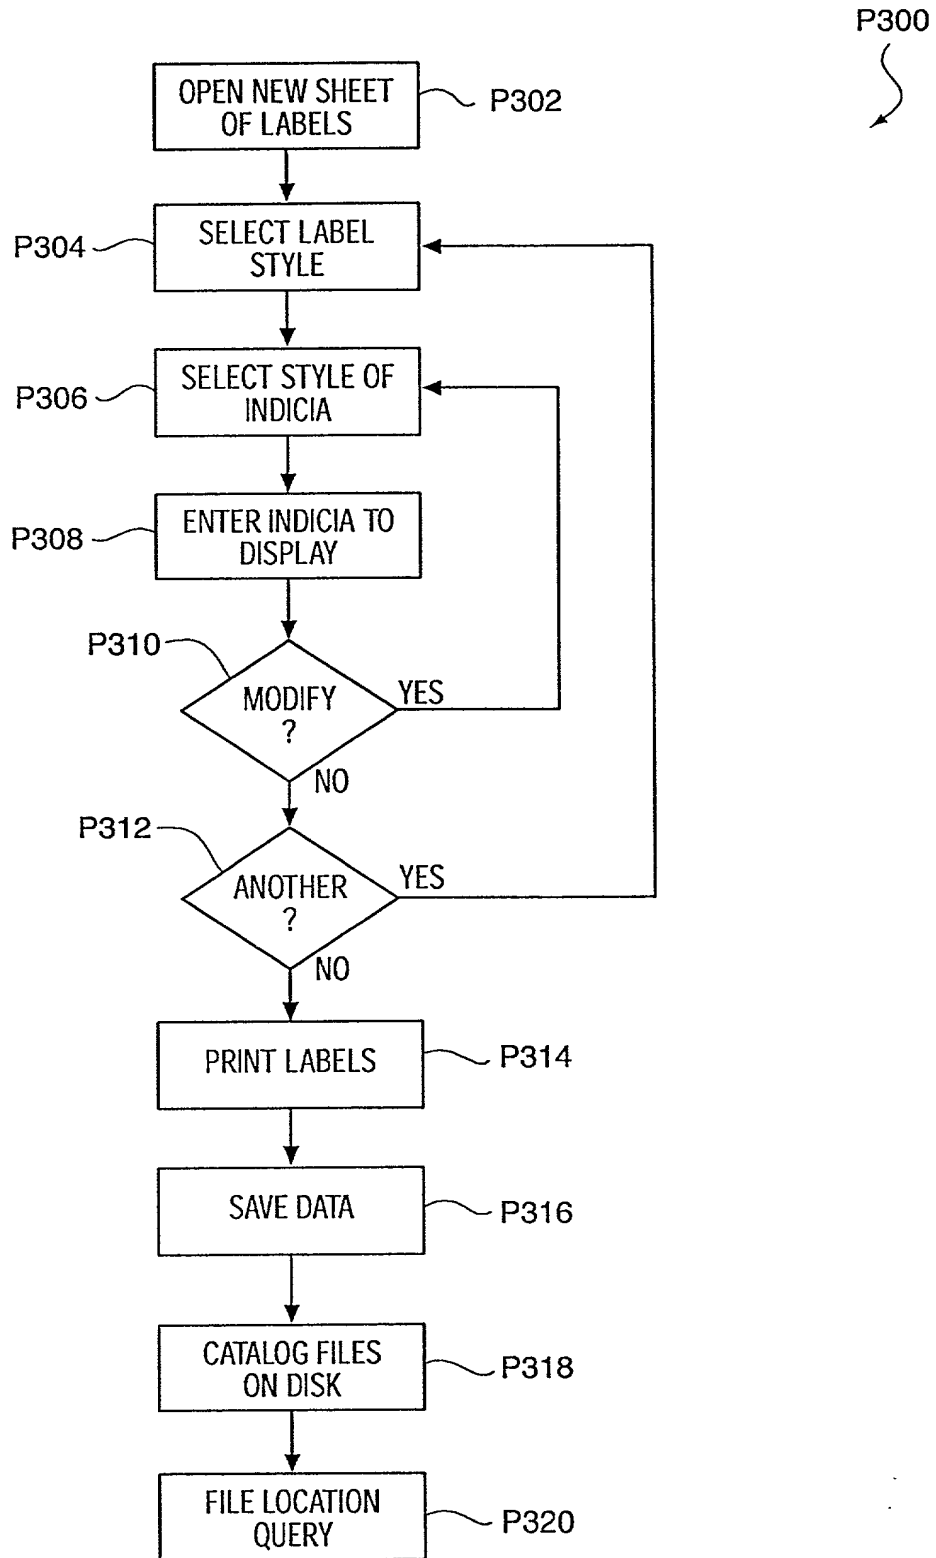 P300
OPEN NEW SHEET
OF LABELS
P302
P304
SELECT LABEL
STYLE
P306
SELECT STYLE OF
INDICIA
P308
ENTER INDICIA TO
DISPLAY
P310
MODIFY
?
YES
NO
P312
ANOTHER
?
YES
NO
PRINT LABELS
P314
SAVE DATA
P316
CATALOG FILES
ON DISK
P318
FILE LOCATION
QUERY
P320